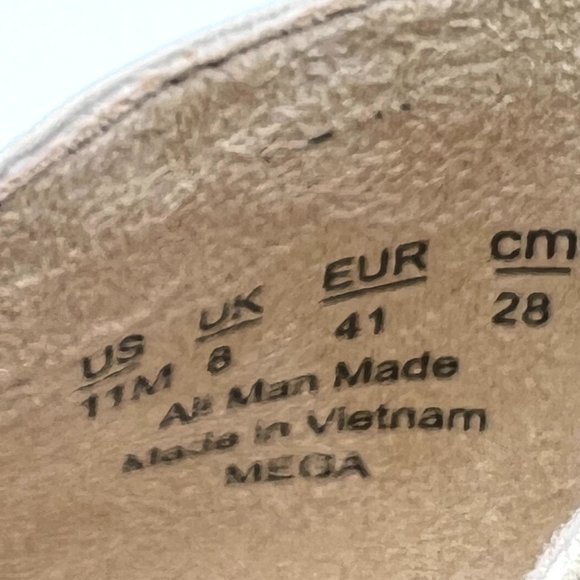 US UK EUR cm
11M 8 41 28
All Man Made
Made in Vietnam
MEGA